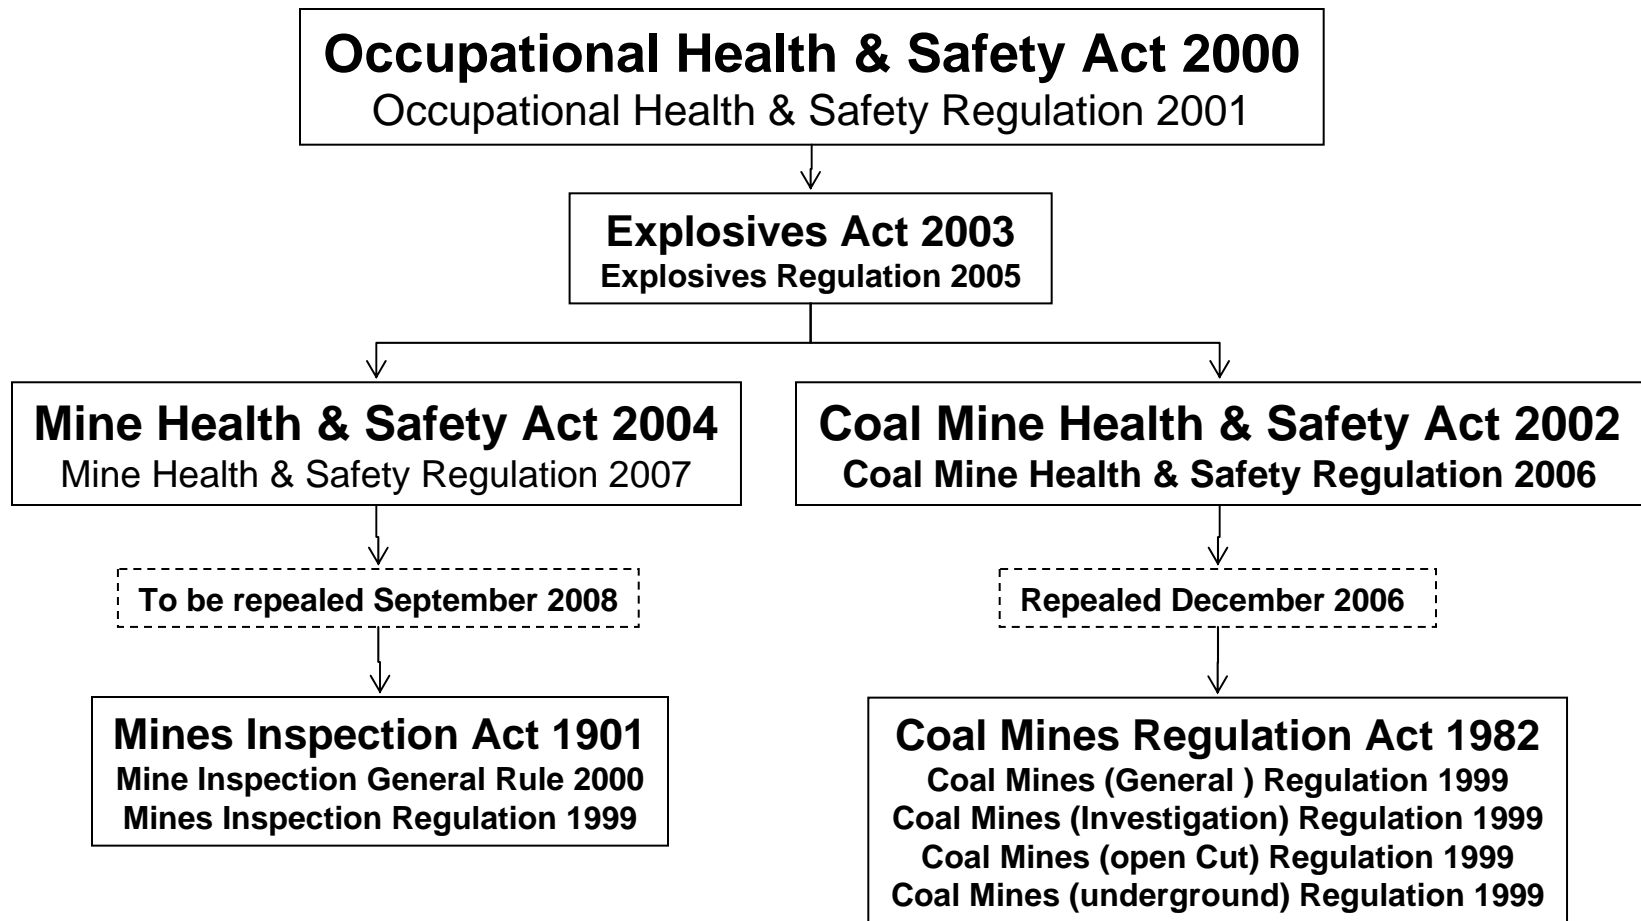 Occupational Health & Safety Act 2000
Occupational Health & Safety Regulation 2001
Explosives Act 2003
Explosives Regulation 2005
Mine Health & Safety Act 2004
Mine Health & Safety Regulation 2007
Coal Mine Health & Safety Act 2002
Coal Mine Health & Safety Regulation 2006
To be repealed September 2008
Repealed December 2006
Mines Inspection Act 1901
Mine Inspection General Rule 2000
Mines Inspection Regulation 1999
Coal Mines Regulation Act 1982
Coal Mines (General ) Regulation 1999
Coal Mines (Investigation) Regulation 1999
Coal Mines (open Cut) Regulation 1999
Coal Mines (underground) Regulation 1999